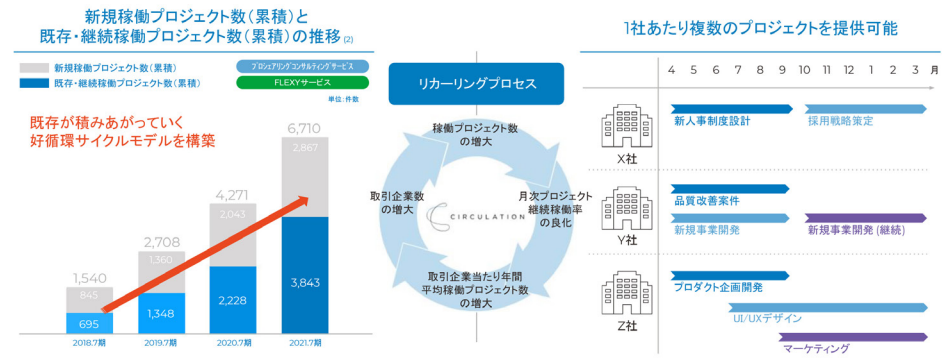 新規稼働プロジェクト数(累積)と
既存・継続稼働プロジェクト数(累積)の推移(2)
新規稼働プロジェクト数(累積)
既存・継続稼働プロジェクト数(累積)
プロシェアリングコンサルティングサービス
FLEXYサービス
単位:件数
既存が積みあがっていく
好循環サイクルモデルを構築
1,540
845
695
2,708
1,360
1,348
4,271
2,043
2,228
6,710
2,867
3,843
2018.7期
2019.7期
2020.7期
2021.7期
リカーリングプロセス
稼働プロジェクト数
の増大
月次プロジェクト
継続稼働率
の良化
取引企業当たり年間
平均稼働プロジェクト数
の増大
取引企業数
の増大
CIRCULATION
1社あたり複数のプロジェクトを提供可能
4 5 6 7 8 9 10 11 12 1 2 3 月
X社
新人事制度設計
採用戦略策定
Y社
品質改善案件
新規事業開発
新規事業開発(継続)
Z社
プロダクト企画開発
UI/UXデザイン
マーケティング